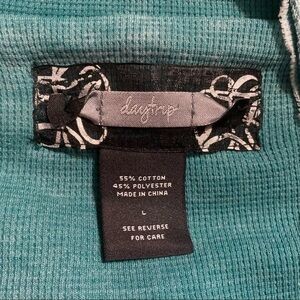 daytrip
55% COTTON
45% POLYESTER
MADE IN CHINA
L
SEE REVERSE
FOR CARE